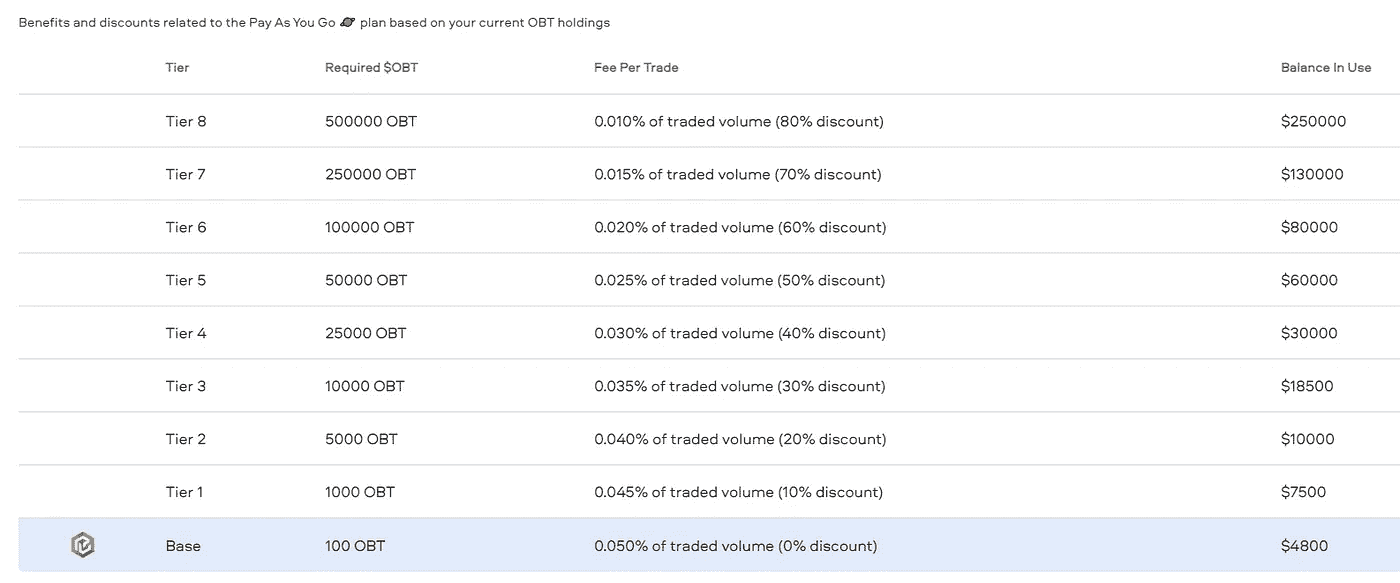 Benefits and discounts related to the Pay As You Go 🪐 plan based on your current OBT holdings
Tier Required $OBT Fee Per Trade Balance In Use
Tier 8 500000 OBT 0.010% of traded volume (80% discount) $250000
Tier 7 250000 OBT 0.015% of traded volume (70% discount) $130000
Tier 6 100000 OBT 0.020% of traded volume (60% discount) $80000
Tier 5 50000 OBT 0.025% of traded volume (50% discount) $60000
Tier 4 25000 OBT 0.030% of traded volume (40% discount) $30000
Tier 3 10000 OBT 0.035% of traded volume (30% discount) $18500
Tier 2 5000 OBT 0.040% of traded volume (20% discount) $10000
Tier 1 1000 OBT 0.045% of traded volume (10% discount) $7500
Base 100 OBT 0.050% of traded volume (0% discount) $4800